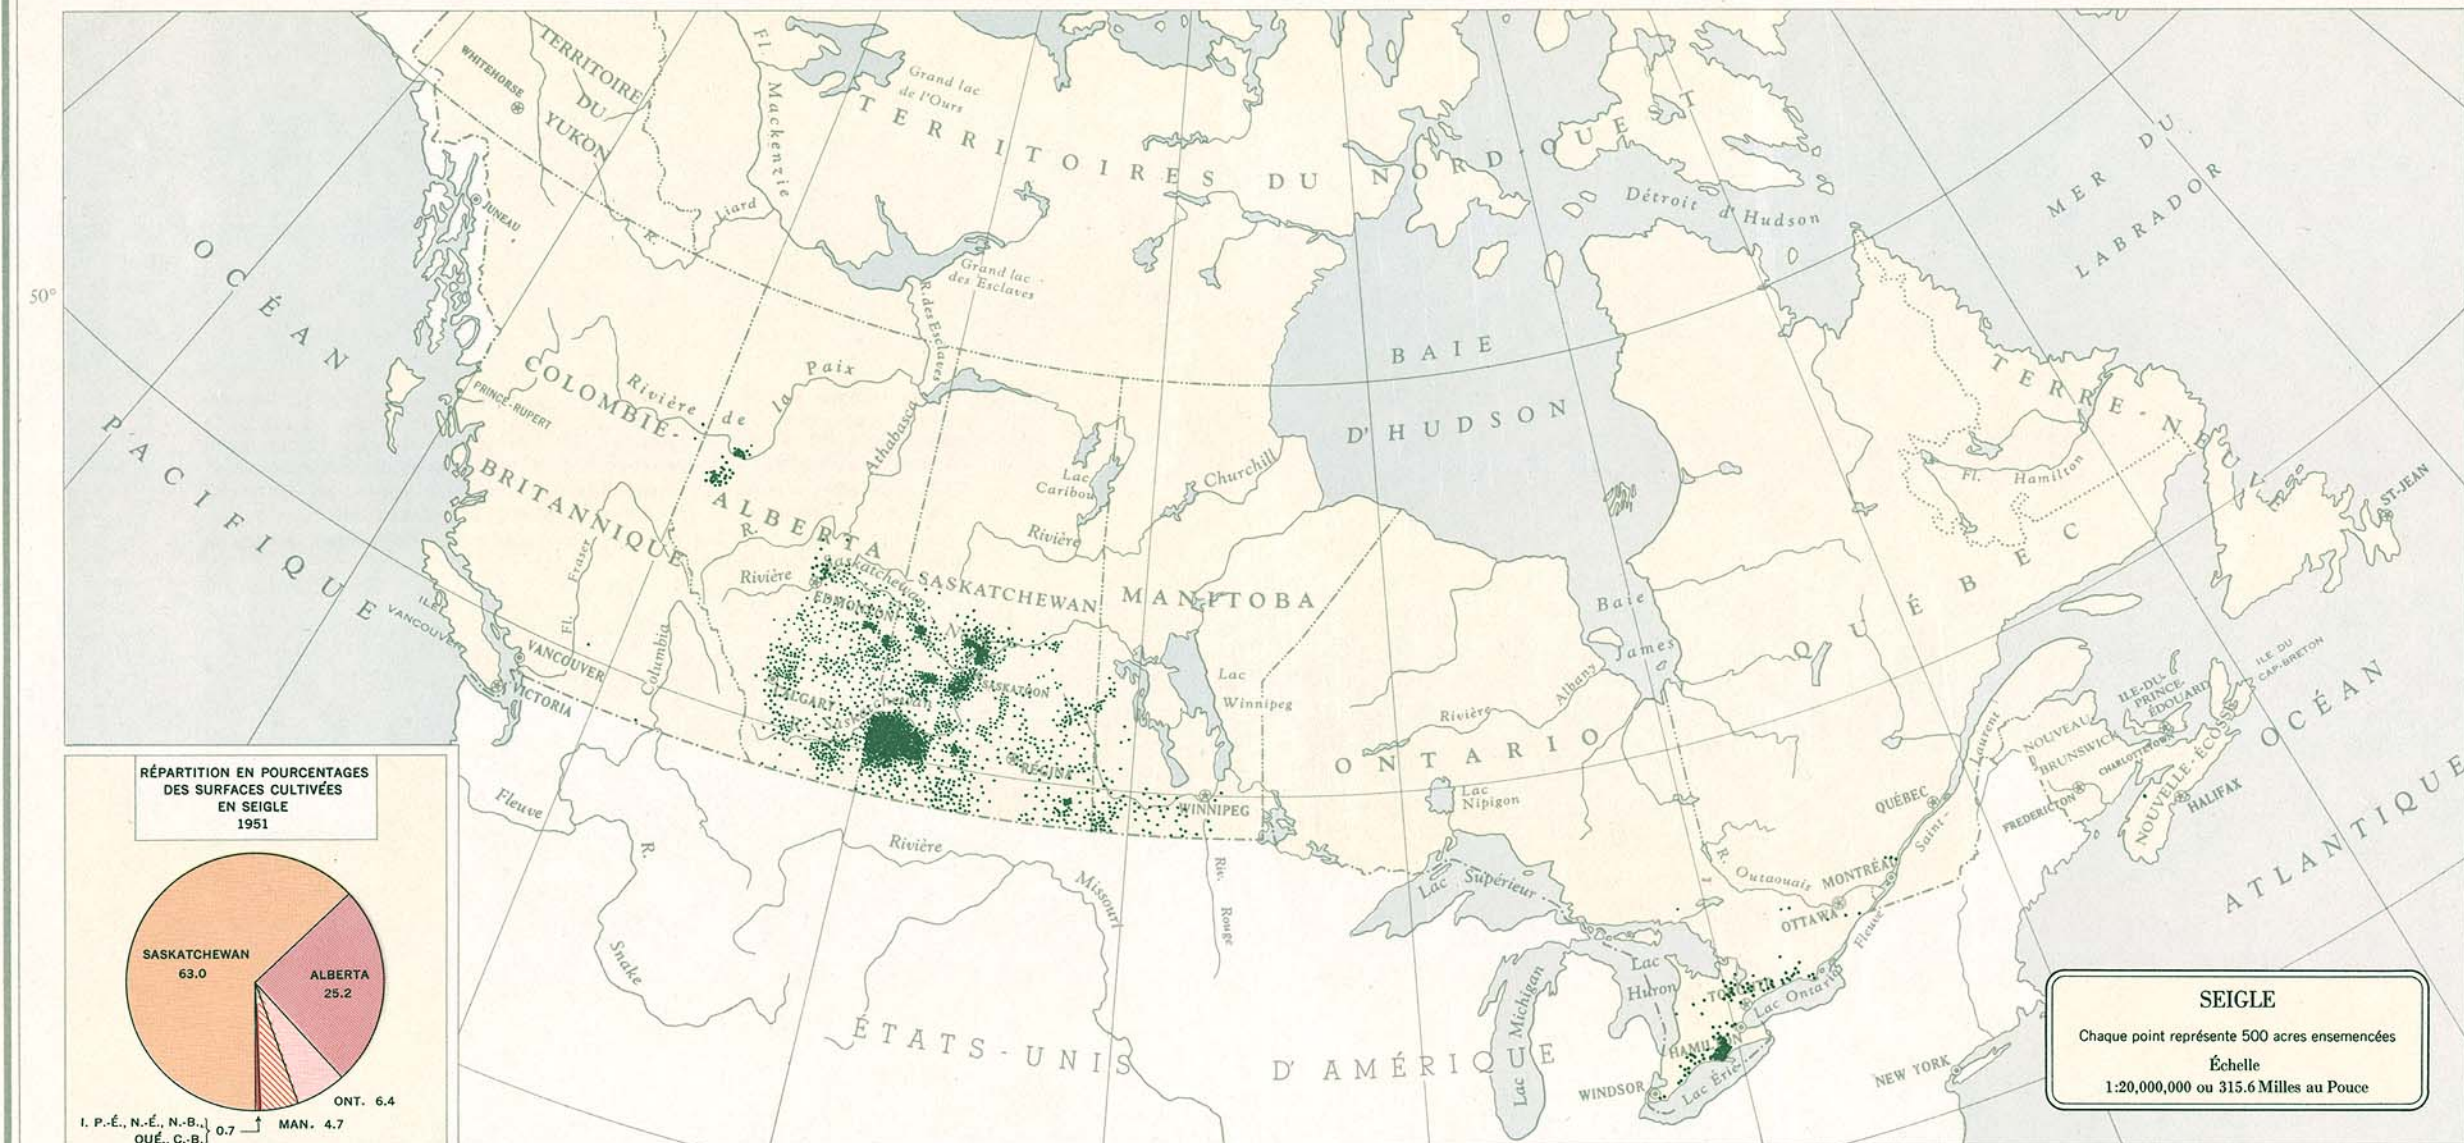 TERRITOIRE
DU
YUKON
WHITEHORSE
JUNEAU
Fl. Mackenzie
Grand lac
de l'Ours
TERRITOIRES DU NORD-OUEST
Liard
R.
Grand lac
des Esclaves
R. des Esclaves
Détroit d'Hudson
MER DU
LABRADOR
50°
OCÉAN
PACIFIQUE
COLOMBIE-
BRITANNIQUE
PRINCE-RUPERT
Rivière de la Paix
Athabasca
ALBERTA
R.
Lac
Caribou
Churchill
Rivière
BAIE
D'HUDSON
TERRE-NEUVE
Fl. Hamilton
ST-JEAN
QUÉBEC
Fl. Fraser
Columbia
ILE
VANCOUVER
VANCOUVER
VICTORIA
Rivière
Saskatchewan
N.
EDMONTON
SASKATCHEWAN
MANITOBA
CALGARY
R. Saskatchewan
SASKATOON
RÉGINA
WINNIPEG
Lac
Winnipeg
ONTARIO
Rivière Albany
Baie
James
Lac
Nipigon
ILE DU
CAP-BRETON
ILE-DU-
PRINCE-
ÉDOUARD
NOUVEAU-
BRUNSWICK
CHARLOTTETOWN
FREDERICTON
NOUVELLE-ÉCOSSE
HALIFAX
OCÉAN
ATLANTIQUE
QUÉBEC
Fleuve Saint-Laurent
MONTRÉAL
R. Outaouais
OTTAWA
Lac Supérieur
Lac
Huron
Lac Michigan
TORONTO
Lac Ontario
HAMILTON
Lac Érié
WINDSOR
NEW YORK
Fleuve
R.
Snake
Rivière
Missouri
Riv. Rouge
ÉTATS-UNIS D'AMÉRIQUE
RÉPARTITION EN POURCENTAGES
DES SURFACES CULTIVÉES
EN SEIGLE
1951
SASKATCHEWAN
63.0
ALBERTA
25.2
ONT. 6.4
MAN. 4.7
I. P.-É., N.-É., N.-B.,
QUÉ., C.-B.
0.7
SEIGLE
Chaque point représente 500 acres ensemencées
Échelle
1:20,000,000 ou 315.6 Milles au Pouce